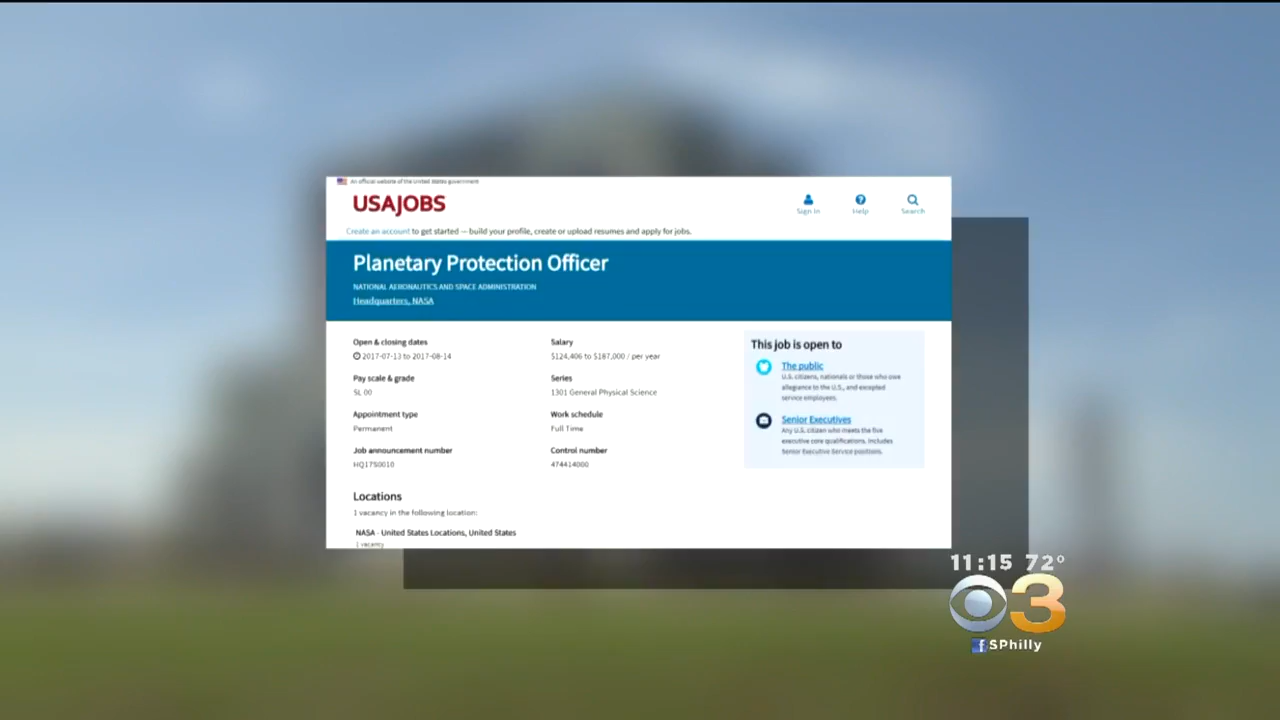 An official website of the United States government
USAJOBS
Sign In
Help
Search
Create an account to get started — build your profile, create or upload resumes and apply for jobs.
Planetary Protection Officer
NATIONAL AERONAUTICS AND SPACE ADMINISTRATION
Headquarters, NASA
Open & closing dates
2017-07-13 to 2017-08-14
Salary
$124,406 to $187,000 / per year
Pay scale & grade
SL 00
Series
1301 General Physical Science
Appointment type
Permanent
Work schedule
Full Time
Job announcement number
HQ17S0010
Control number
474414000
This job is open to
The public
U.S. citizens, nationals or those who owe
allegiance to the U.S., and excepted
service employees.
Senior Executives
Any U.S. citizen who meets the five
executive core qualifications. Includes
Senior Executive Service positions.
Locations
1 vacancy in the following location:
NASA - United States Locations, United States
1 vacancy
11:15 72°
3
f SPhilly